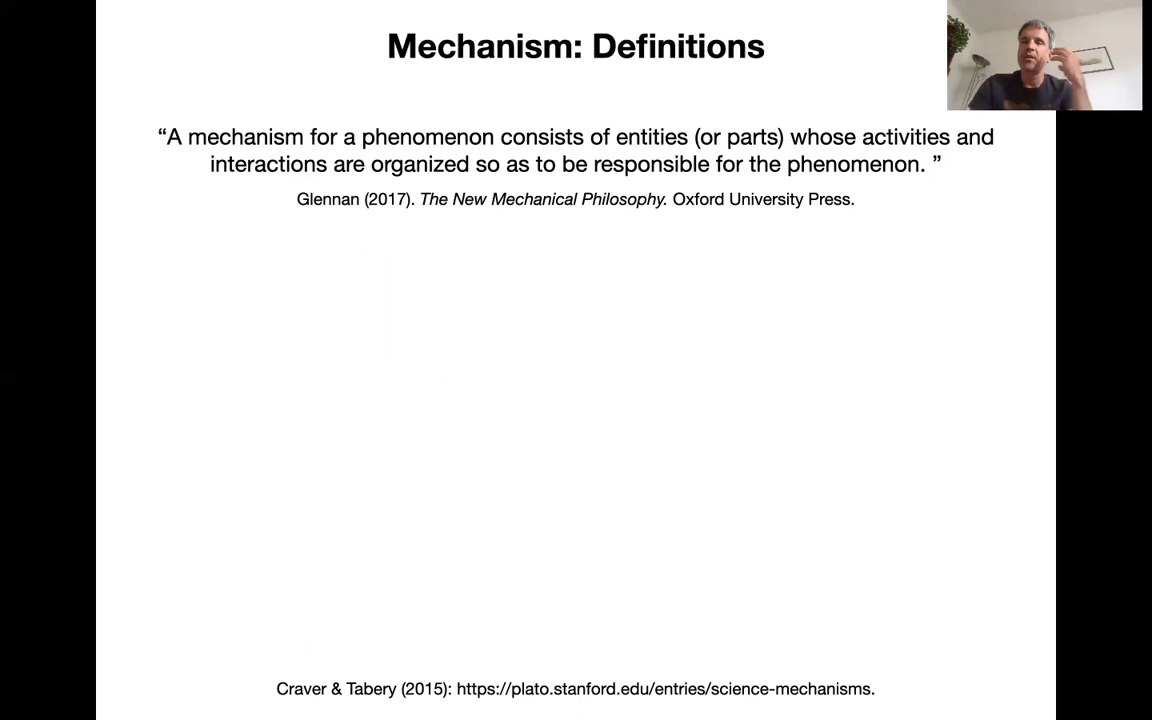 Mechanism: Definitions
“A mechanism for a phenomenon consists of entities (or parts) whose activities and
interactions are organized so as to be responsible for the phenomenon. ”
Glennan (2017). The New Mechanical Philosophy. Oxford University Press.
Craver & Tabery (2015): https://plato.stanford.edu/entries/science-mechanisms.